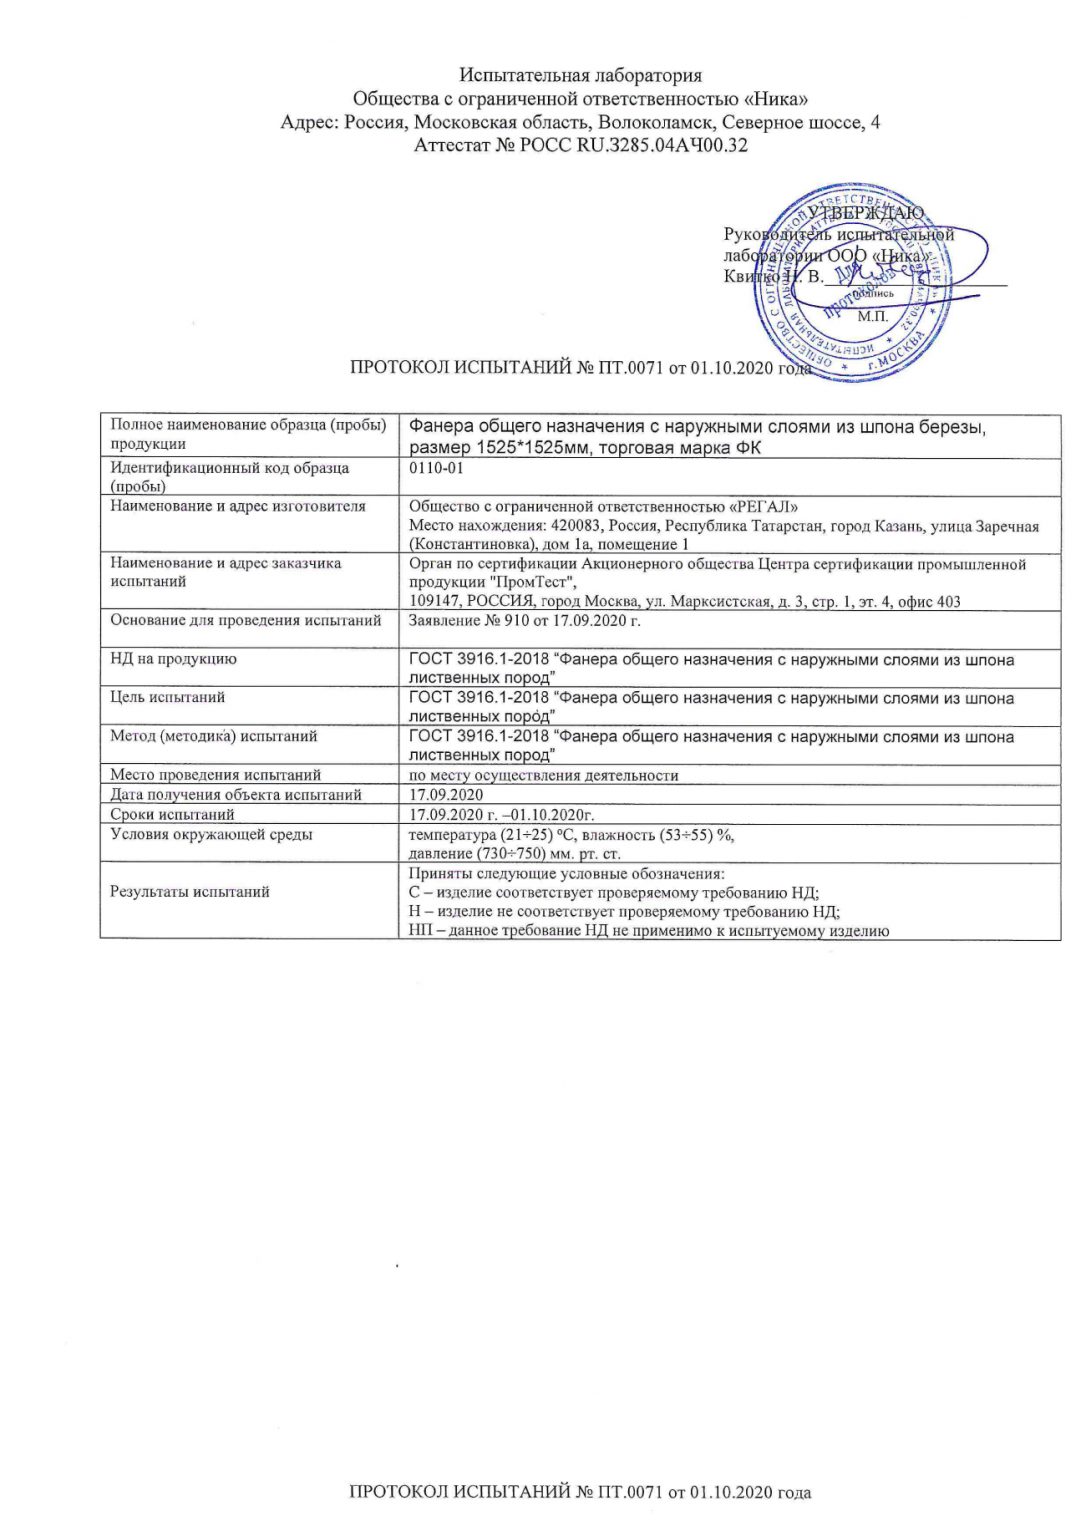 Испытательная лаборатория
Общества с ограниченной ответственностью «Ника»
Адрес: Россия, Московская область, Волоколамск, Северное шоссе, 4
Аттестат № РОСС RU.З285.04АЧ00.32
УТВЕРЖДАЮ
Руководитель испытательной
лаборатории ООО «Ника»
Квитко Н. В.
подпись
М.П.
Для
протоколов
ОБЩЕСТВО С ОГРАНИЧЕННОЙ ОТВЕТСТВЕННОСТЬЮ «НИКА» * г. МОСКВА *
ИСПЫТАТЕЛЬНАЯ ЛАБОРАТОРИЯ
ПРОТОКОЛ ИСПЫТАНИЙ № ПТ.0071 от 01.10.2020 года
Полное наименование образца (пробы)
продукции
Фанера общего назначения с наружными слоями из шпона березы,
размер 1525*1525мм, торговая марка ФК
Идентификационный код образца
(пробы)
0110-01
Наименование и адрес изготовителя
Общество с ограниченной ответственностью «РЕГАЛ»
Место нахождения: 420083, Россия, Республика Татарстан, город Казань, улица Заречная
(Константиновка), дом 1а, помещение 1
Наименование и адрес заказчика
испытаний
Орган по сертификации Акционерного общества Центра сертификации промышленной
продукции "ПромТест",
109147, РОССИЯ, город Москва, ул. Марксистская, д. 3, стр. 1, эт. 4, офис 403
Основание для проведения испытаний
Заявление № 910 от 17.09.2020 г.
НД на продукцию
ГОСТ 3916.1-2018 “Фанера общего назначения с наружными слоями из шпона
лиственных пород”
Цель испытаний
ГОСТ 3916.1-2018 “Фанера общего назначения с наружными слоями из шпона
лиственных пород”
Метод (методика) испытаний
ГОСТ 3916.1-2018 “Фанера общего назначения с наружными слоями из шпона
лиственных пород”
Место проведения испытаний
по месту осуществления деятельности
Дата получения объекта испытаний
17.09.2020
Сроки испытаний
17.09.2020 г. –01.10.2020г.
Условия окружающей среды
температура (21÷25) ºС, влажность (53÷55) %,
давление (730÷750) мм. рт. ст.
Результаты испытаний
Приняты следующие условные обозначения:
С – изделие соответствует проверяемому требованию НД;
Н – изделие не соответствует проверяемому требованию НД;
НП – данное требование НД не применимо к испытуемому изделию
ПРОТОКОЛ ИСПЫТАНИЙ № ПТ.0071 от 01.10.2020 года